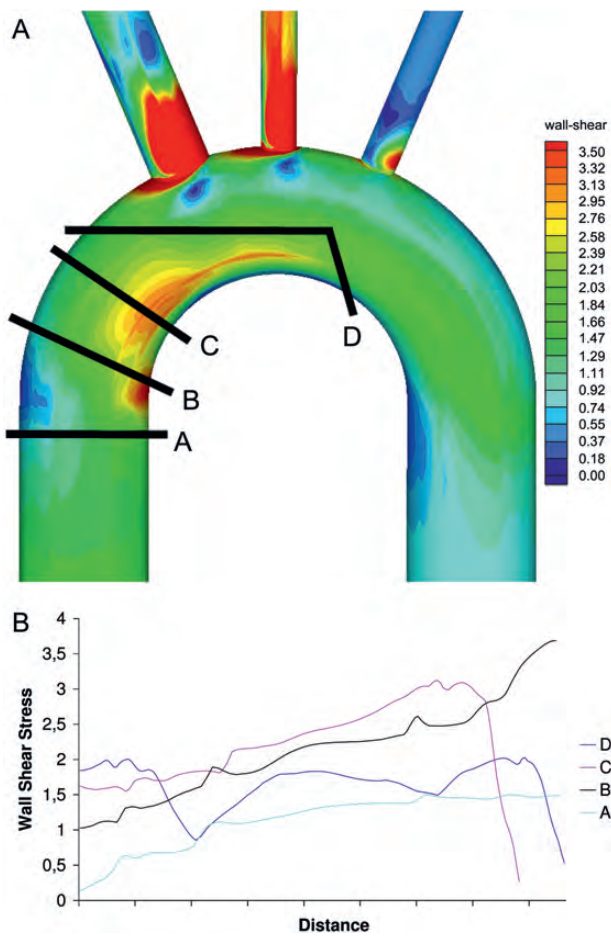 A
wall-shear
3.50
3.32
3.13
2.95
2.76
2.58
2.39
2.21
2.03
1.84
1.66
1.47
1.29
1.11
0.92
0.74
0.55
0.37
0.18
0.00
D
C
B
A
B
4
3,5
3
2,5
2
1,5
1
0,5
0
Wall Shear Stress
Distance
D
C
B
A